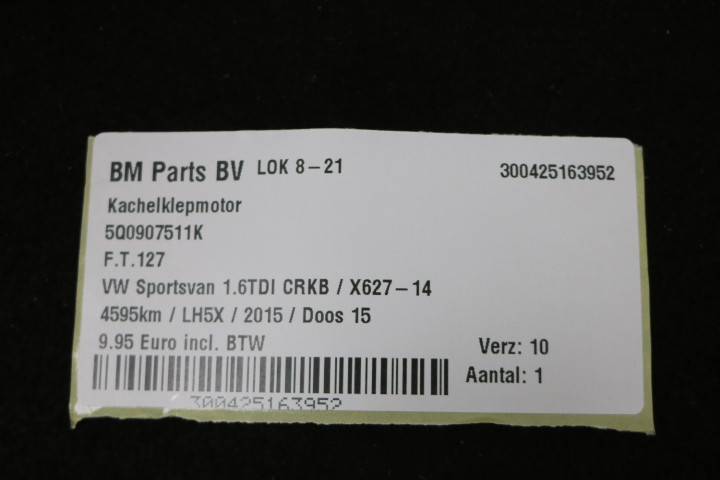 BM Parts BV LOK 8-21 300425163952
Kachelklepmotor
5Q0907511K
F.T.127
VW Sportsvan 1.6TDI CRKB / X627-14
4595km / LH5X / 2015 / Doos 15
9.95 Euro incl. BTW Verz: 10
Aantal: 1
300425163952